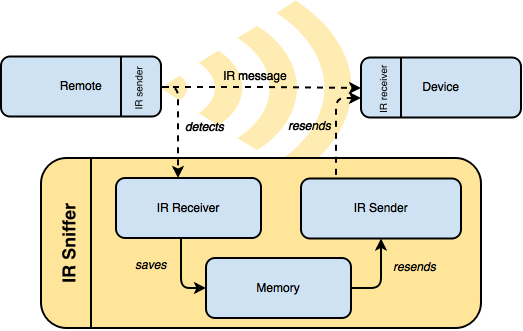 Remote
IR sender
IR message
IR receiver
Device
detects
resends
IR Sniffer
IR Receiver
IR Sender
saves
Memory
resends